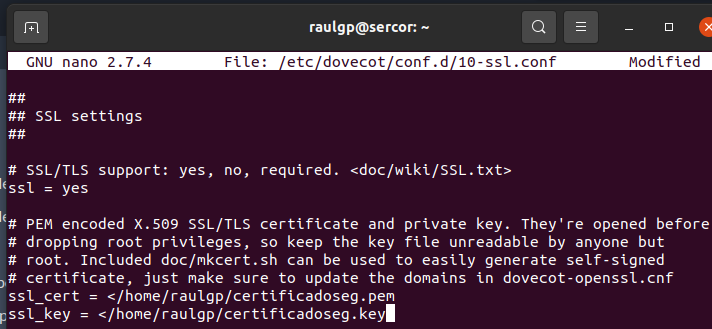 raulgp@sercor: ~
GNU nano 2.7.4 File: /etc/dovecot/conf.d/10-ssl.conf Modified
##
## SSL settings
##
# SSL/TLS support: yes, no, required. <doc/wiki/SSL.txt>
ssl = yes
# PEM encoded X.509 SSL/TLS certificate and private key. They're opened before
# dropping root privileges, so keep the key file unreadable by anyone but
# root. Included doc/mkcert.sh can be used to easily generate self-signed
# certificate, just make sure to update the domains in dovecot-openssl.cnf
ssl_cert = </home/raulgp/certificadoseg.pem
ssl_key = </home/raulgp/certificadoseg.key